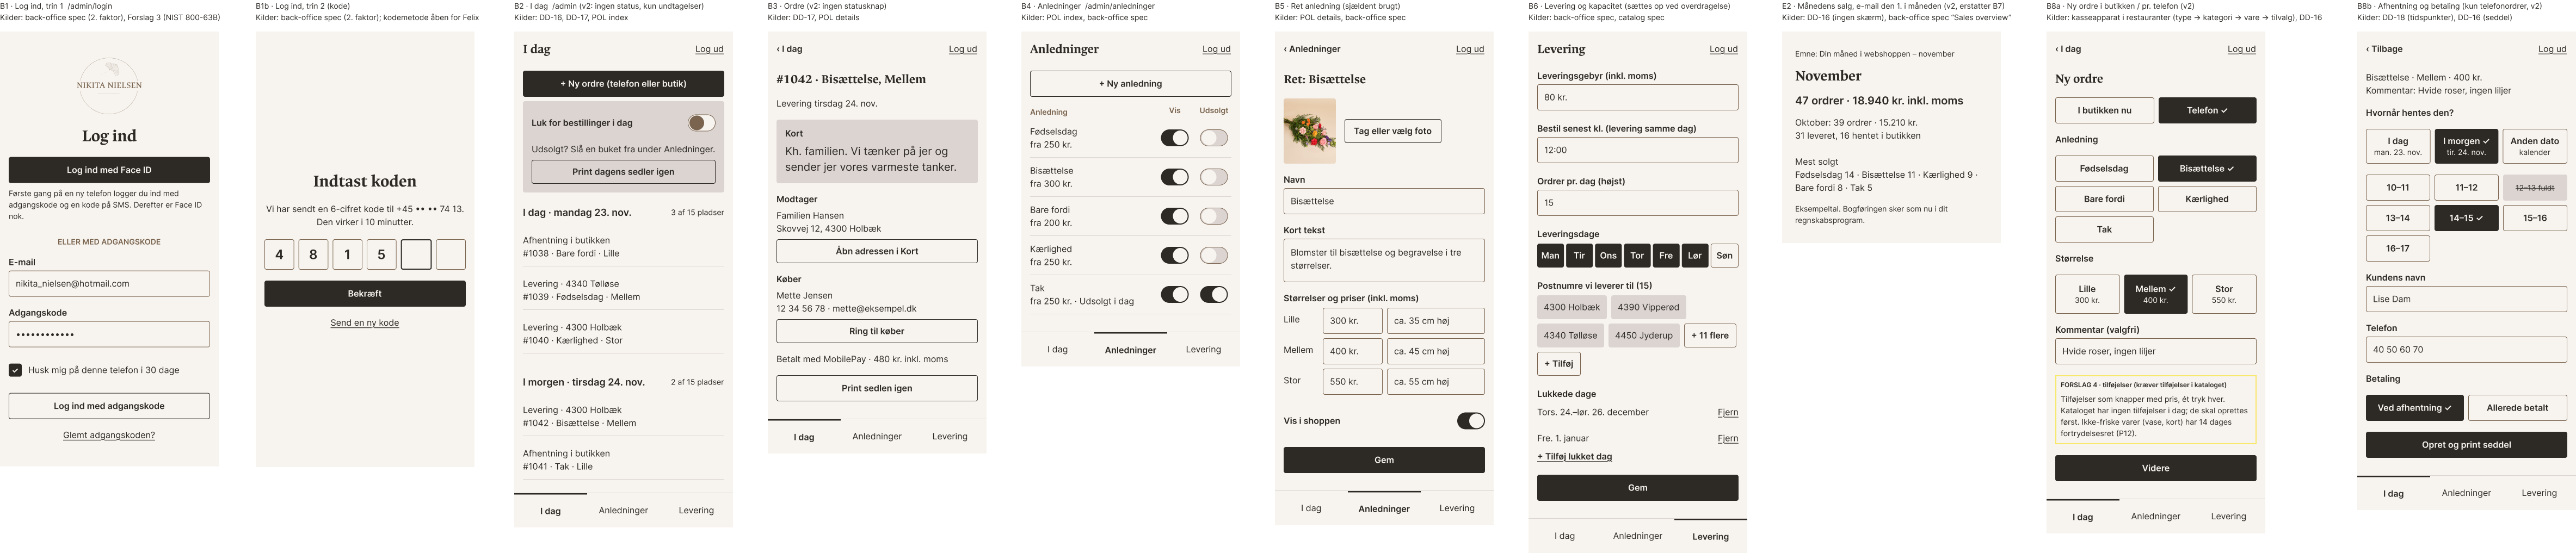 B1 · Log ind, trin 1  /admin/login
Kilder: back-office spec (2. faktor), Forslag 3 (NIST 800-63B)
NIKITA NIELSEN
Log ind
Log ind med Face ID
Første gang på en ny telefon logger du ind med
adgangskode og en kode på SMS. Derefter er Face ID
nok.
ELLER MED ADGANGSKODE
E-mail
nikita_nielsen@hotmail.com
Adgangskode
••••••••••••
Husk mig på denne telefon i 30 dage
Log ind med adgangskode
Glemt adgangskoden?
B1b · Log ind, trin 2 (kode)
Kilder: back-office spec (2. faktor); kodemetode åben for Felix
Indtast koden
Vi har sendt en 6-cifret kode til +45 •• •• 74 13.
Den virker i 10 minutter.
4 8 1 5
Bekræft
Send en ny kode
B2 · I dag  /admin (v2: ingen status, kun undtagelser)
Kilder: DD-16, DD-17, POL index
I dag
Log ud
+ Ny ordre (telefon eller butik)
Luk for bestillinger i dag
Udsolgt? Slå en buket fra under Anledninger.
Print dagens sedler igen
I dag · mandag 23. nov.
3 af 15 pladser
Afhentning i butikken
#1038 · Bare fordi · Lille
Levering · 4340 Tølløse
#1039 · Fødselsdag · Mellem
Levering · 4300 Holbæk
#1040 · Kærlighed · Stor
I morgen · tirsdag 24. nov.
2 af 15 pladser
Levering · 4300 Holbæk
#1042 · Bisættelse · Mellem
Afhentning i butikken
#1041 · Tak · Lille
I dag
Anledninger
Levering
B3 · Ordre (v2: ingen statusknap)
Kilder: DD-17, POL details
‹ I dag
Log ud
#1042 · Bisættelse, Mellem
Levering tirsdag 24. nov.
Kort
Kh. familien. Vi tænker på jer og
sender jer vores varmeste tanker.
Modtager
Familien Hansen
Skovvej 12, 4300 Holbæk
Åbn adressen i Kort
Køber
Mette Jensen
12 34 56 78 · mette@eksempel.dk
Ring til køber
Betalt med MobilePay · 480 kr. inkl. moms
Print sedlen igen
I dag
Anledninger
Levering
B4 · Anledninger  /admin/anledninger
Kilder: POL index, back-office spec
Anledninger
Log ud
+ Ny anledning
Anledning
Vis
Udsolgt
Fødselsdag
fra 250 kr.
Bisættelse
fra 300 kr.
Bare fordi
fra 200 kr.
Kærlighed
fra 250 kr.
Tak
fra 250 kr. · Udsolgt i dag
I dag
Anledninger
Levering
B5 · Ret anledning (sjældent brugt)
Kilder: POL details, back-office spec
‹ Anledninger
Log ud
Ret: Bisættelse
Tag eller vælg foto
Navn
Bisættelse
Kort tekst
Blomster til bisættelse og begravelse i tre
størrelser.
Størrelser og priser (inkl. moms)
Lille
300 kr.
ca. 35 cm høj
Mellem
400 kr.
ca. 45 cm høj
Stor
550 kr.
ca. 55 cm høj
Vis i shoppen
Gem
I dag
Anledninger
Levering
B6 · Levering og kapacitet (sættes op ved overdragelse)
Kilder: back-office spec, catalog spec
Levering
Log ud
Leveringsgebyr (inkl. moms)
80 kr.
Bestil senest kl. (levering samme dag)
12:00
Ordrer pr. dag (højst)
15
Leveringsdage
Man Tir Ons Tor Fre Lør Søn
Postnumre vi leverer til (15)
4300 Holbæk
4390 Vipperød
4340 Tølløse
4450 Jyderup
+ 11 flere
+ Tilføj
Lukkede dage
Tors. 24.–lør. 26. december
Fjern
Fre. 1. januar
Fjern
+ Tilføj lukket dag
Gem
I dag
Anledninger
Levering
E2 · Månedens salg, e-mail den 1. i måneden (v2, erstatter B7)
Kilder: DD-16 (ingen skærm), back-office spec "Sales overview"
Emne: Din måned i webshoppen – november
November
47 ordrer · 18.940 kr. inkl. moms
Oktober: 39 ordrer · 15.210 kr.
31 leveret, 16 hentet i butikken
Mest solgt
Fødselsdag 14 · Bisættelse 11 · Kærlighed 9 ·
Bare fordi 8 · Tak 5
Eksempeltal. Bogføringen sker som nu i dit
regnskabsprogram.
B8a · Ny ordre i butikken / pr. telefon (v2)
Kilder: kasseapparat i restauranter (type → kategori → vare → tilvalg), DD-16
‹ I dag
Log ud
Ny ordre
I butikken nu
Telefon ✓
Anledning
Fødselsdag
Bisættelse ✓
Bare fordi
Kærlighed
Tak
Størrelse
Lille
300 kr.
Mellem ✓
400 kr.
Stor
550 kr.
Kommentar (valgfri)
Hvide roser, ingen liljer
FORSLAG 4 · tilføjelser (kræver tilføjelser i kataloget)
Tilføjelser som knapper med pris, ét tryk hver.
Kataloget har ingen tilføjelser i dag; de skal oprettes
først. Ikke-friske varer (vase, kort) har 14 dages
fortrydelsesret (P12).
Videre
I dag
Anledninger
Levering
B8b · Afhentning og betaling (kun telefonordrer, v2)
Kilder: DD-18 (tidspunkter), DD-16 (seddel)
‹ Tilbage
Log ud
Bisættelse · Mellem · 400 kr.
Kommentar: Hvide roser, ingen liljer
Hvornår hentes den?
I dag
man. 23. nov.
I morgen ✓
tir. 24. nov.
Anden dato
kalender
10–11
11–12
12–13 fuldt
13–14
14–15 ✓
15–16
16–17
Kundens navn
Lise Dam
Telefon
40 50 60 70
Betaling
Ved afhentning ✓
Allerede betalt
Opret og print seddel
I dag
Anledninger
Levering